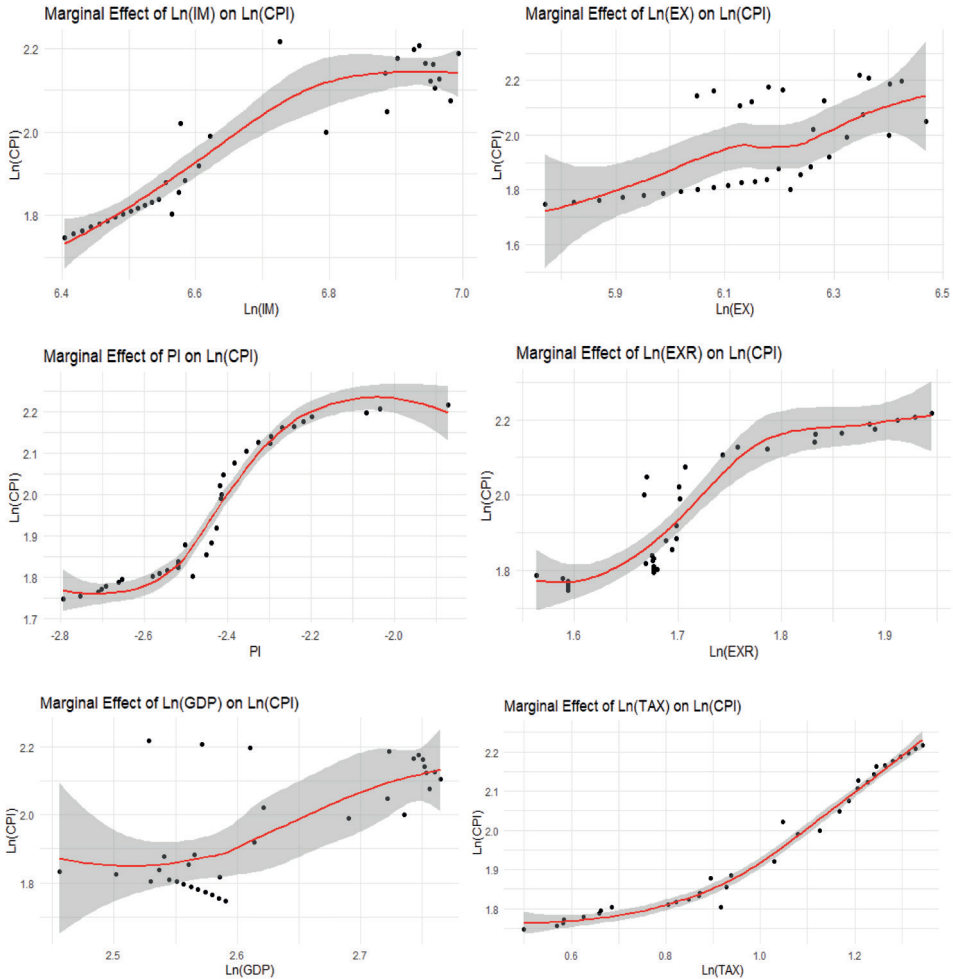 Marginal Effect of Ln(IM) on Ln(CPI)
Ln(CPI)
2.2
2.0
1.8
6.4 6.6 6.8 7.0
Ln(IM)
Marginal Effect of Ln(EX) on Ln(CPI)
Ln(CPI)
2.2
2.0
1.8
1.6
5.9 6.1 6.3 6.5
Ln(EX)
Marginal Effect of PI on Ln(CPI)
Ln(CPI)
2.2
2.1
2.0
1.9
1.8
1.7
-2.8 -2.6 -2.4 -2.2 -2.0
PI
Marginal Effect of Ln(EXR) on Ln(CPI)
Ln(CPI)
2.2
2.0
1.8
1.6 1.7 1.8 1.9
Ln(EXR)
Marginal Effect of Ln(GDP) on Ln(CPI)
Ln(CPI)
2.2
2.0
1.8
2.5 2.6 2.7
Ln(GDP)
Marginal Effect of Ln(TAX) on Ln(CPI)
Ln(CPI)
2.2
2.1
2.0
1.9
1.8
0.6 0.8 1.0 1.2
Ln(TAX)